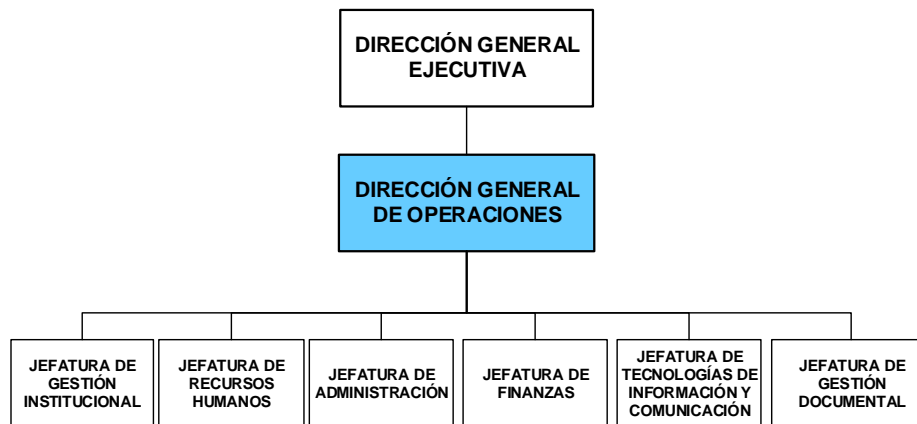 DIRECCIÓN GENERAL
EJECUTIVA
DIRECCIÓN GENERAL
DE OPERACIONES
JEFATURA DE
GESTIÓN
INSTITUCIONAL
JEFATURA DE
RECURSOS
HUMANOS
JEFATURA DE
ADMINISTRACIÓN
JEFATURA DE
FINANZAS
JEFATURA DE
TECNOLOGÍAS DE
INFORMACIÓN Y
COMUNICACIÓN
JEFATURA DE
GESTIÓN
DOCUMENTAL